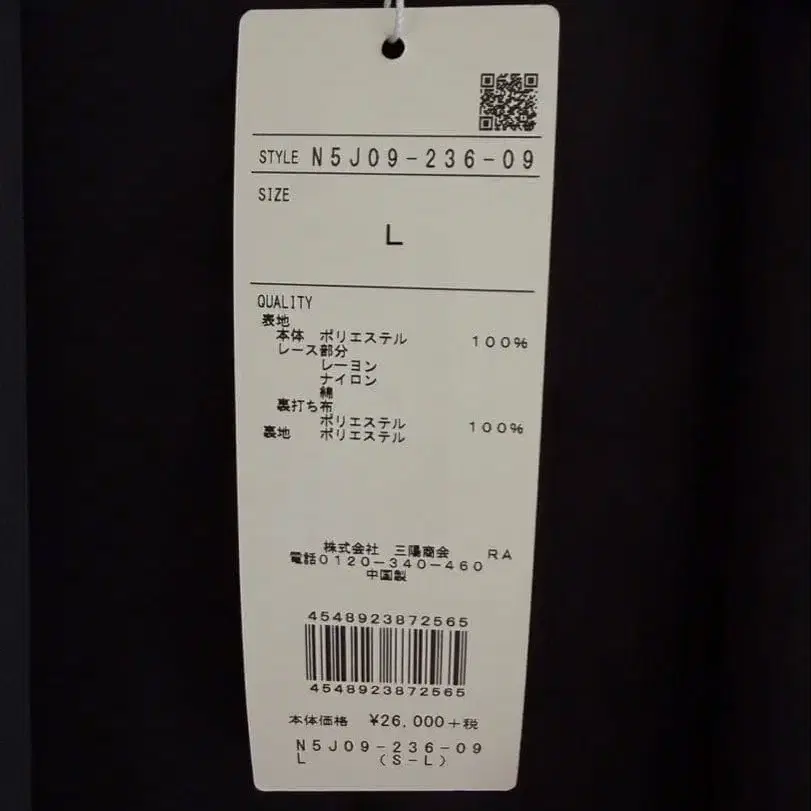 STYLE N5J09-236-09
SIZE
L
QUALITY
表地
本体 ポリエステル 100%
レース部分
レーヨン
ナイロン
綿
裏打ち布
ポリエステル 100%
裏地 ポリエステル
株式会社 三陽商会 RA
電話0120-340-460
中国製
4548923872565
4548923872565
本体価格 ¥26,000+税
N5J09-236-09
L (S-L)